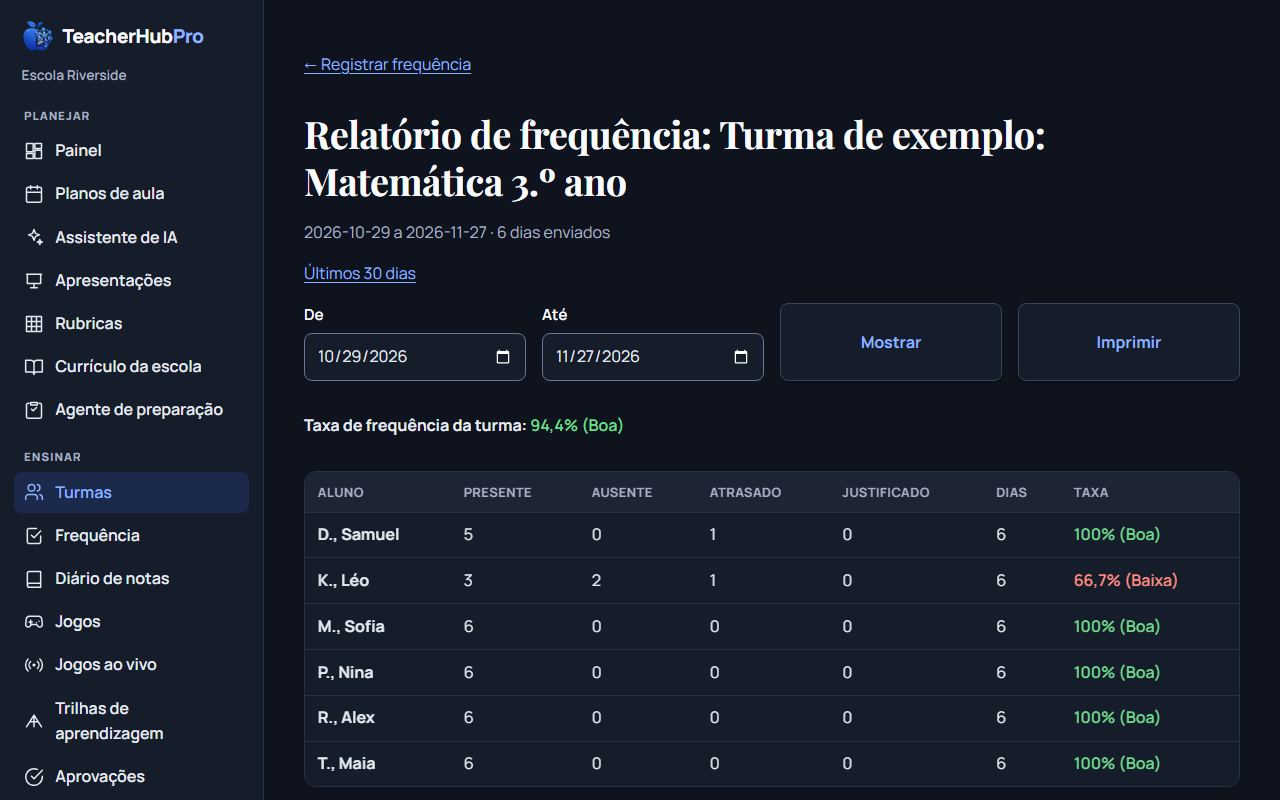 TeacherHubPro
Escola Riverside
PLANEJAR
Painel
Planos de aula
Assistente de IA
Apresentações
Rubricas
Currículo da escola
Agente de preparação
ENSINAR
Turmas
Frequência
Diário de notas
Jogos
Jogos ao vivo
Trilhas de
aprendizagem
Aprovações
← Registrar frequência
Relatório de frequência: Turma de exemplo:
Matemática 3.º ano
2026-10-29 a 2026-11-27 · 6 dias enviados
Últimos 30 dias
De Até
10/29/2026 11/27/2026 Mostrar Imprimir
Taxa de frequência da turma: 94,4% (Boa)
ALUNO PRESENTE AUSENTE ATRASADO JUSTIFICADO DIAS TAXA
D., Samuel 5 0 1 0 6 100% (Boa)
K., Léo 3 2 1 0 6 66,7% (Baixa)
M., Sofia 6 0 0 0 6 100% (Boa)
P., Nina 6 0 0 0 6 100% (Boa)
R., Alex 6 0 0 0 6 100% (Boa)
T., Maia 6 0 0 0 6 100% (Boa)